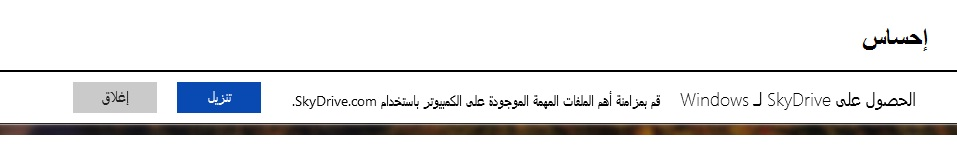 إحساس
الحصول على SkyDrive لـ Windows قم بمزامنة أهم الملفات المهمة الموجودة على الكمبيوتر باستخدام SkyDrive.com. تنزيل إغلاق